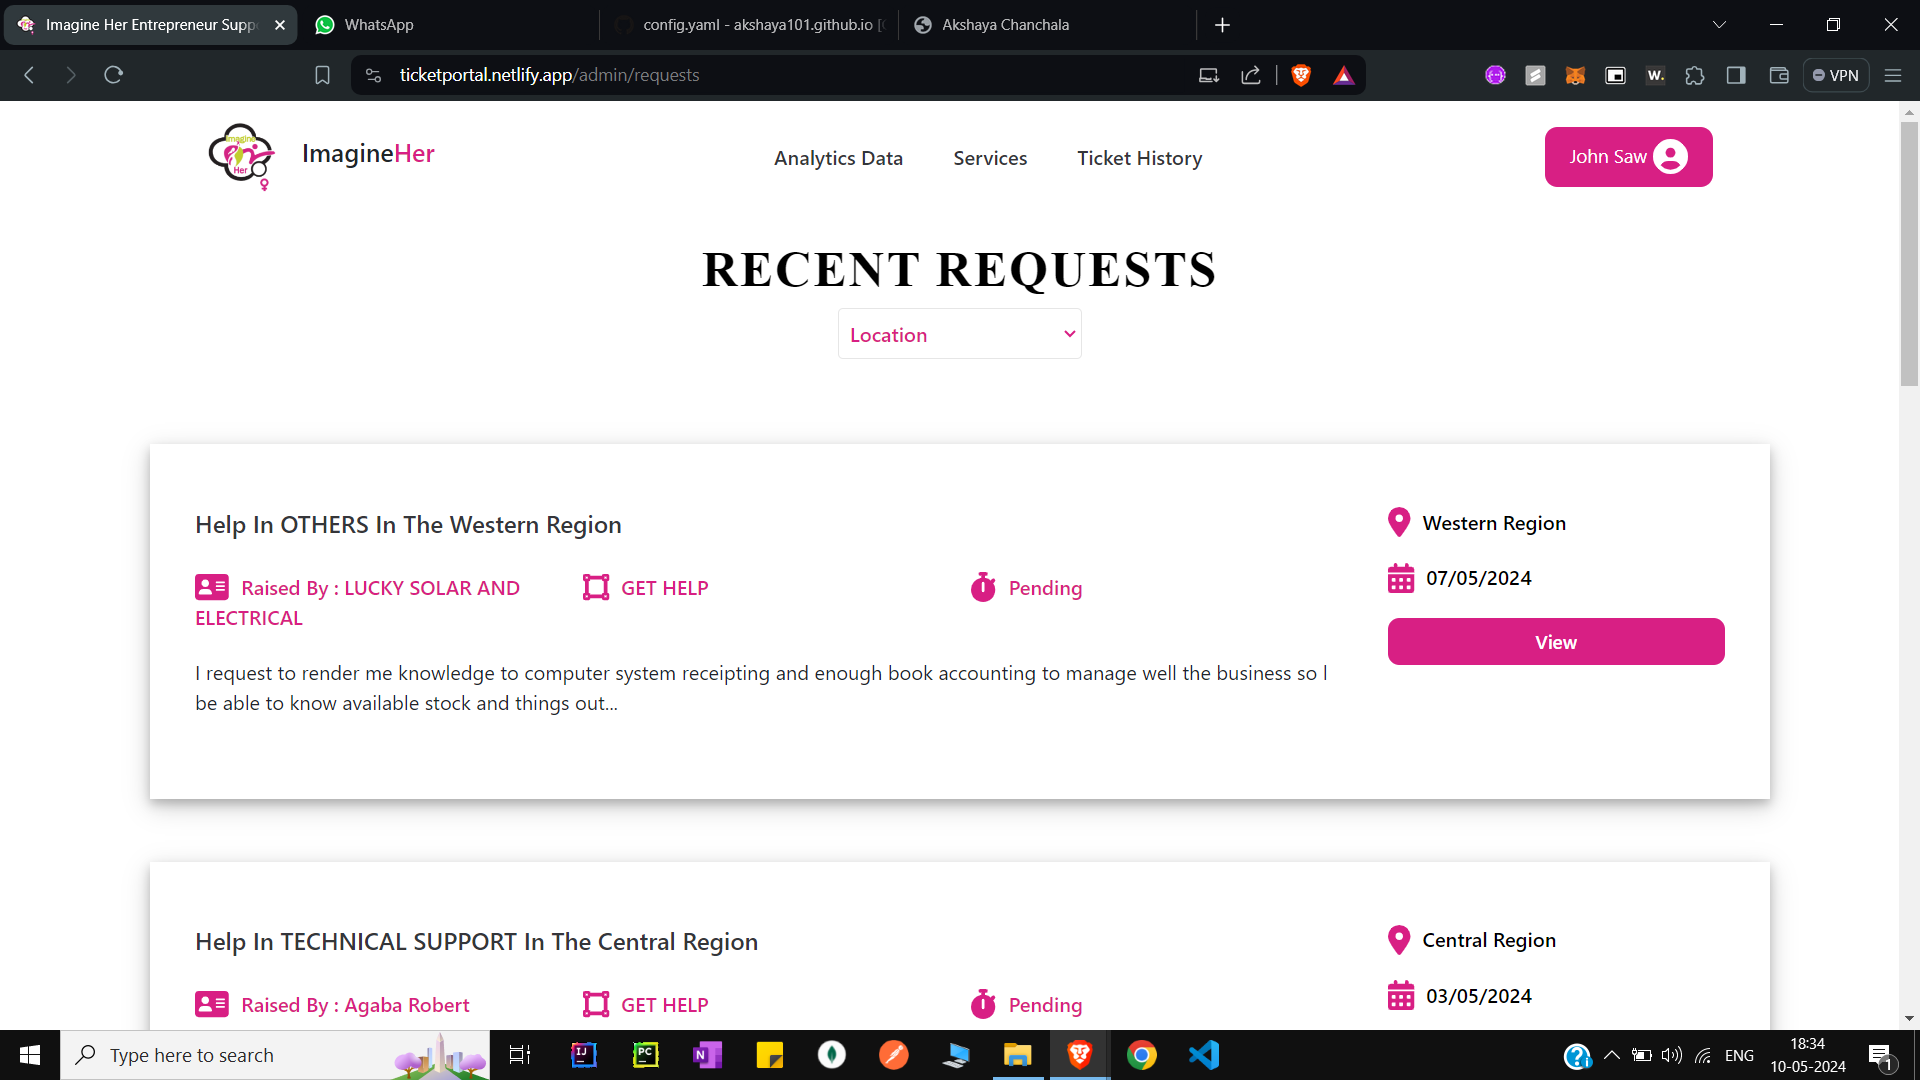 Imagine Her Entrepreneur Supp
WhatsApp
config.yaml - akshaya101.github.io [
Akshaya Chanchala
ticketportal.netlify.app/admin/requests
W.
VPN
Imagine
Her
ImagineHer
Analytics Data
Services
Ticket History
John Saw
RECENT REQUESTS
Location
Help In OTHERS In The Western Region
Western Region
Raised By : LUCKY SOLAR AND
ELECTRICAL
GET HELP
Pending
07/05/2024
View
I request to render me knowledge to computer system receipting and enough book accounting to manage well the business so I
be able to know available stock and things out...
Help In TECHNICAL SUPPORT In The Central Region
Central Region
Raised By : Agaba Robert
GET HELP
Pending
03/05/2024
Type here to search
IJ
PC
N
ENG
18:34
10-05-2024
1